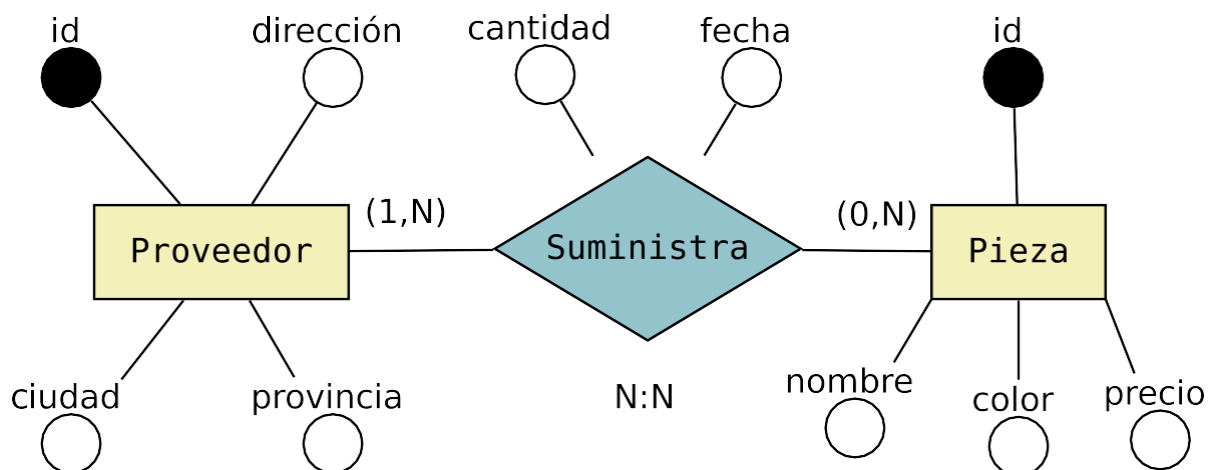 id
dirección
cantidad
fecha
id
(1,N)
(0,N)
Proveedor
Suministra
Pieza
ciudad
provincia
N:N
nombre
color
precio